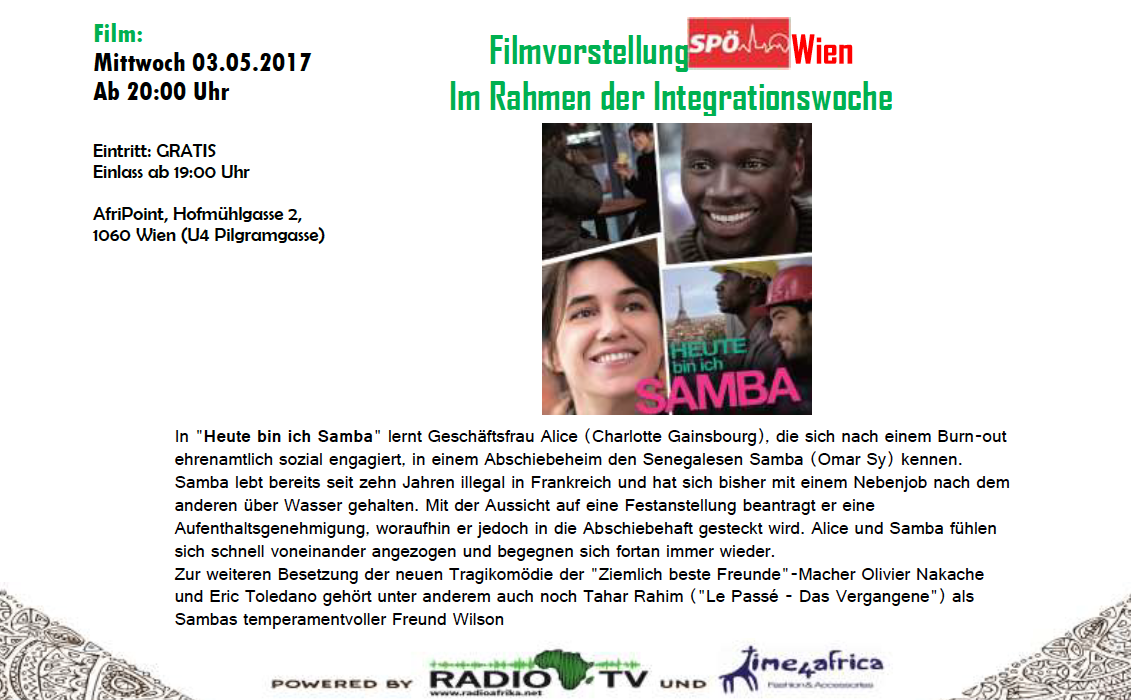 Film:
Mittwoch 03.05.2017
Ab 20:00 Uhr
Eintritt: GRATIS
Einlass ab 19:00 Uhr
AfriPoint, Hofmühlgasse 2,
1060 Wien (U4 Pilgramgasse)
Filmvorstellung SPÖ Wien
Im Rahmen der Integrationswoche
HEUTE
bin ich
SAMBA
In "Heute bin ich Samba" lernt Geschäftsfrau Alice (Charlotte Gainsbourg), die sich nach einem Burn-out
ehrenamtlich sozial engagiert, in einem Abschiebeheim den Senegalesen Samba (Omar Sy) kennen.
Samba lebt bereits seit zehn Jahren illegal in Frankreich und hat sich bisher mit einem Nebenjob nach dem
anderen über Wasser gehalten. Mit der Aussicht auf eine Festanstellung beantragt er eine
Aufenthaltsgenehmigung, woraufhin er jedoch in die Abschiebehaft gesteckt wird. Alice und Samba fühlen
sich schnell voneinander angezogen und begegnen sich fortan immer wieder.
Zur weiteren Besetzung der neuen Tragikomödie der "Ziemlich beste Freunde"-Macher Olivier Nakache
und Eric Toledano gehört unter anderem auch noch Tahar Rahim ("Le Passé - Das Vergangene") als
Sambas temperamentvoller Freund Wilson
POWERED BY RADIO TV UND Time4africa
www.radioafrika.net
Fashion & Accessories